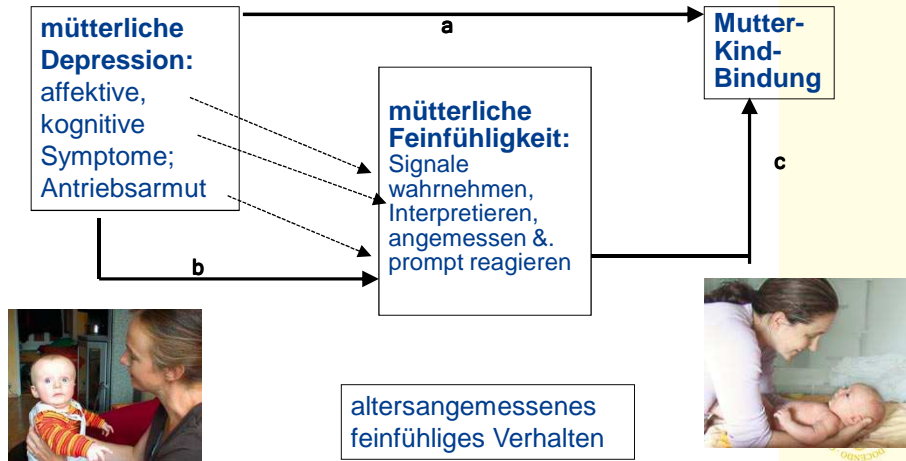 a
mütterliche
Depression:
affektive,
kognitive
Symptome;
Antriebsarmut
Mutter-
Kind-
Bindung
mütterliche
Feinfühligkeit:
Signale
wahrnehmen,
Interpretieren,
angemessen &.
prompt reagieren
c
b
altersangemessenes
feinfühliges Verhalten
DOCENDO